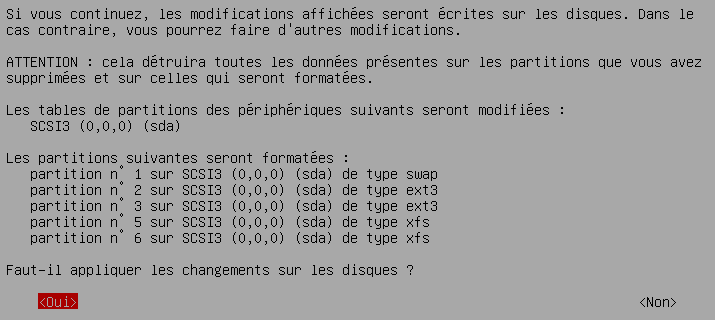 Si vous continuez, les modifications affichées seront écrites sur les disques. Dans le
cas contraire, vous pourrez faire d'autres modifications.
ATTENTION : cela détruira toutes les données présentes sur les partitions que vous avez
supprimées et sur celles qui seront formatées.
Les tables de partitions des périphériques suivants seront modifiées :
SCSI3 (0,0,0) (sda)
Les partitions suivantes seront formatées :
partition n° 1 sur SCSI3 (0,0,0) (sda) de type swap
partition n° 2 sur SCSI3 (0,0,0) (sda) de type ext3
partition n° 3 sur SCSI3 (0,0,0) (sda) de type ext3
partition n° 5 sur SCSI3 (0,0,0) (sda) de type xfs
partition n° 6 sur SCSI3 (0,0,0) (sda) de type xfs
Faut-il appliquer les changements sur les disques ?
<Oui> <Non>